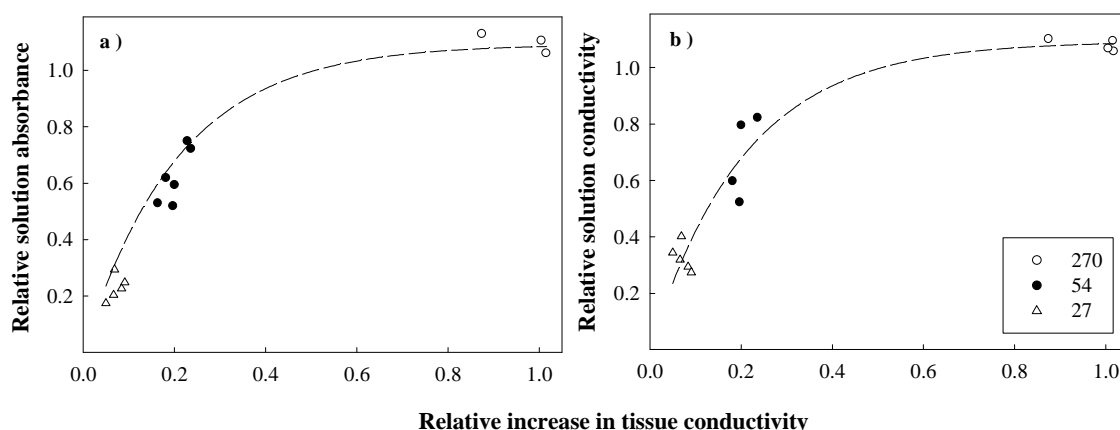 a )
Relative solution absorbance
1.0
0.8
0.6
0.4
0.2
0.0 0.2 0.4 0.6 0.8 1.0
b )
Relative solution conductivity
1.0
0.8
0.6
0.4
0.2
0.0 0.2 0.4 0.6 0.8 1.0
270
54
27
Relative increase in tissue conductivity